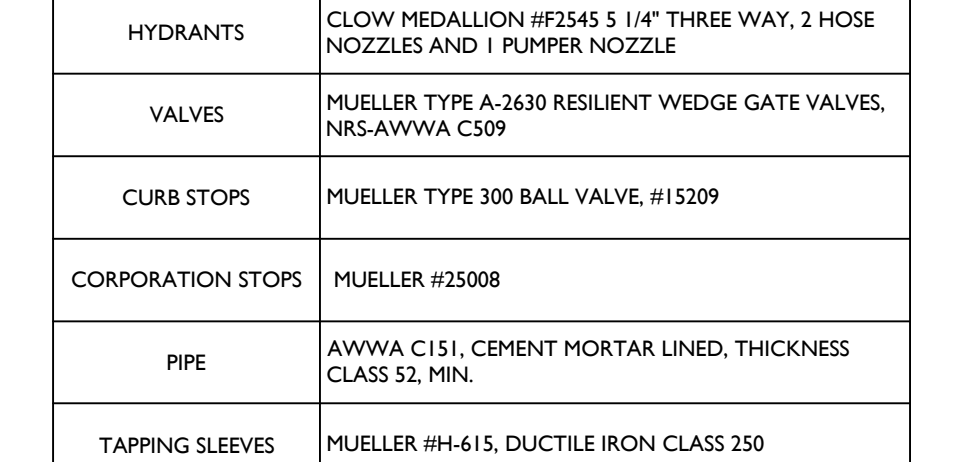 HYDRANTS
CLOW MEDALLION #F2545 5 1/4" THREE WAY, 2 HOSE
NOZZLES AND 1 PUMPER NOZZLE
VALVES
MUELLER TYPE A-2630 RESILIENT WEDGE GATE VALVES,
NRS-AWWA C509
CURB STOPS
MUELLER TYPE 300 BALL VALVE, #15209
CORPORATION STOPS
MUELLER #25008
PIPE
AWWA C151, CEMENT MORTAR LINED, THICKNESS
CLASS 52, MIN.
TAPPING SLEEVES
MUELLER #H-615, DUCTILE IRON CLASS 250